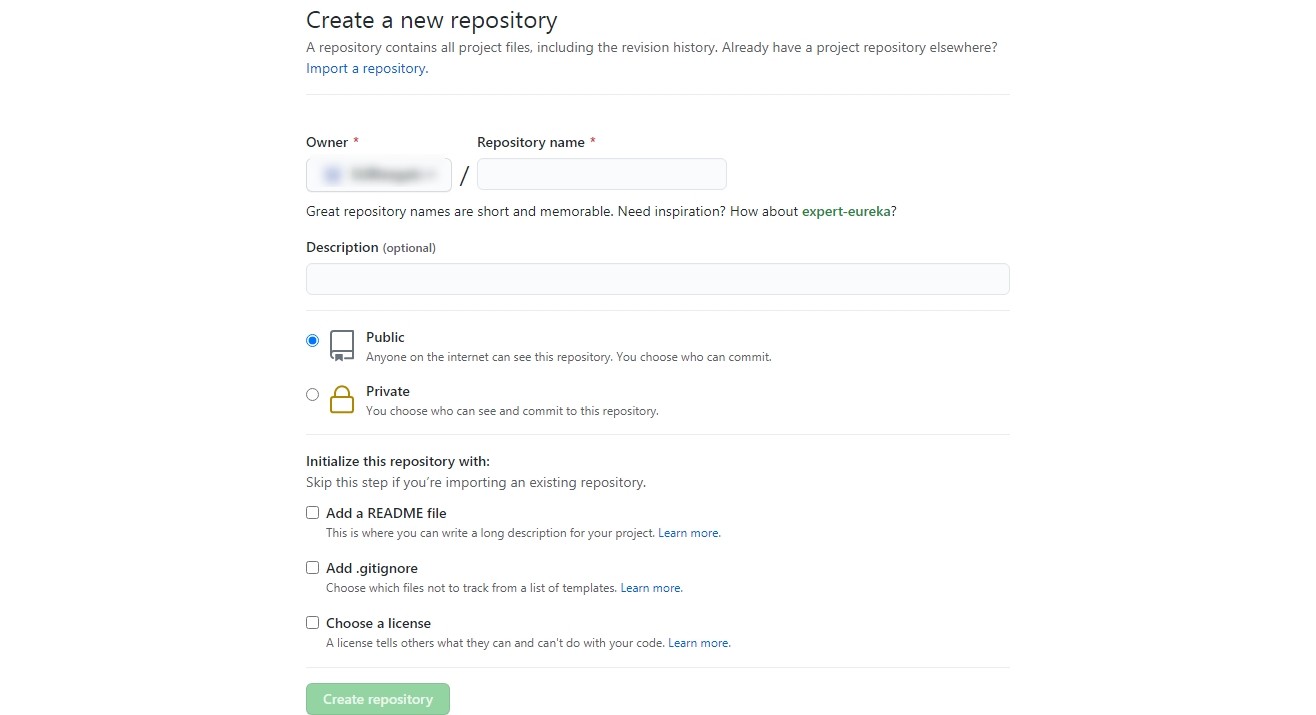 Create a new repository
A repository contains all project files, including the revision history. Already have a project repository elsewhere?
Import a repository.
Owner * Repository name *
/
Great repository names are short and memorable. Need inspiration? How about expert-eureka?
Description (optional)
Public
Anyone on the internet can see this repository. You choose who can commit.
Private
You choose who can see and commit to this repository.
Initialize this repository with:
Skip this step if you’re importing an existing repository.
Add a README file
This is where you can write a long description for your project. Learn more.
Add .gitignore
Choose which files not to track from a list of templates. Learn more.
Choose a license
A license tells others what they can and can't do with your code. Learn more.
Create repository